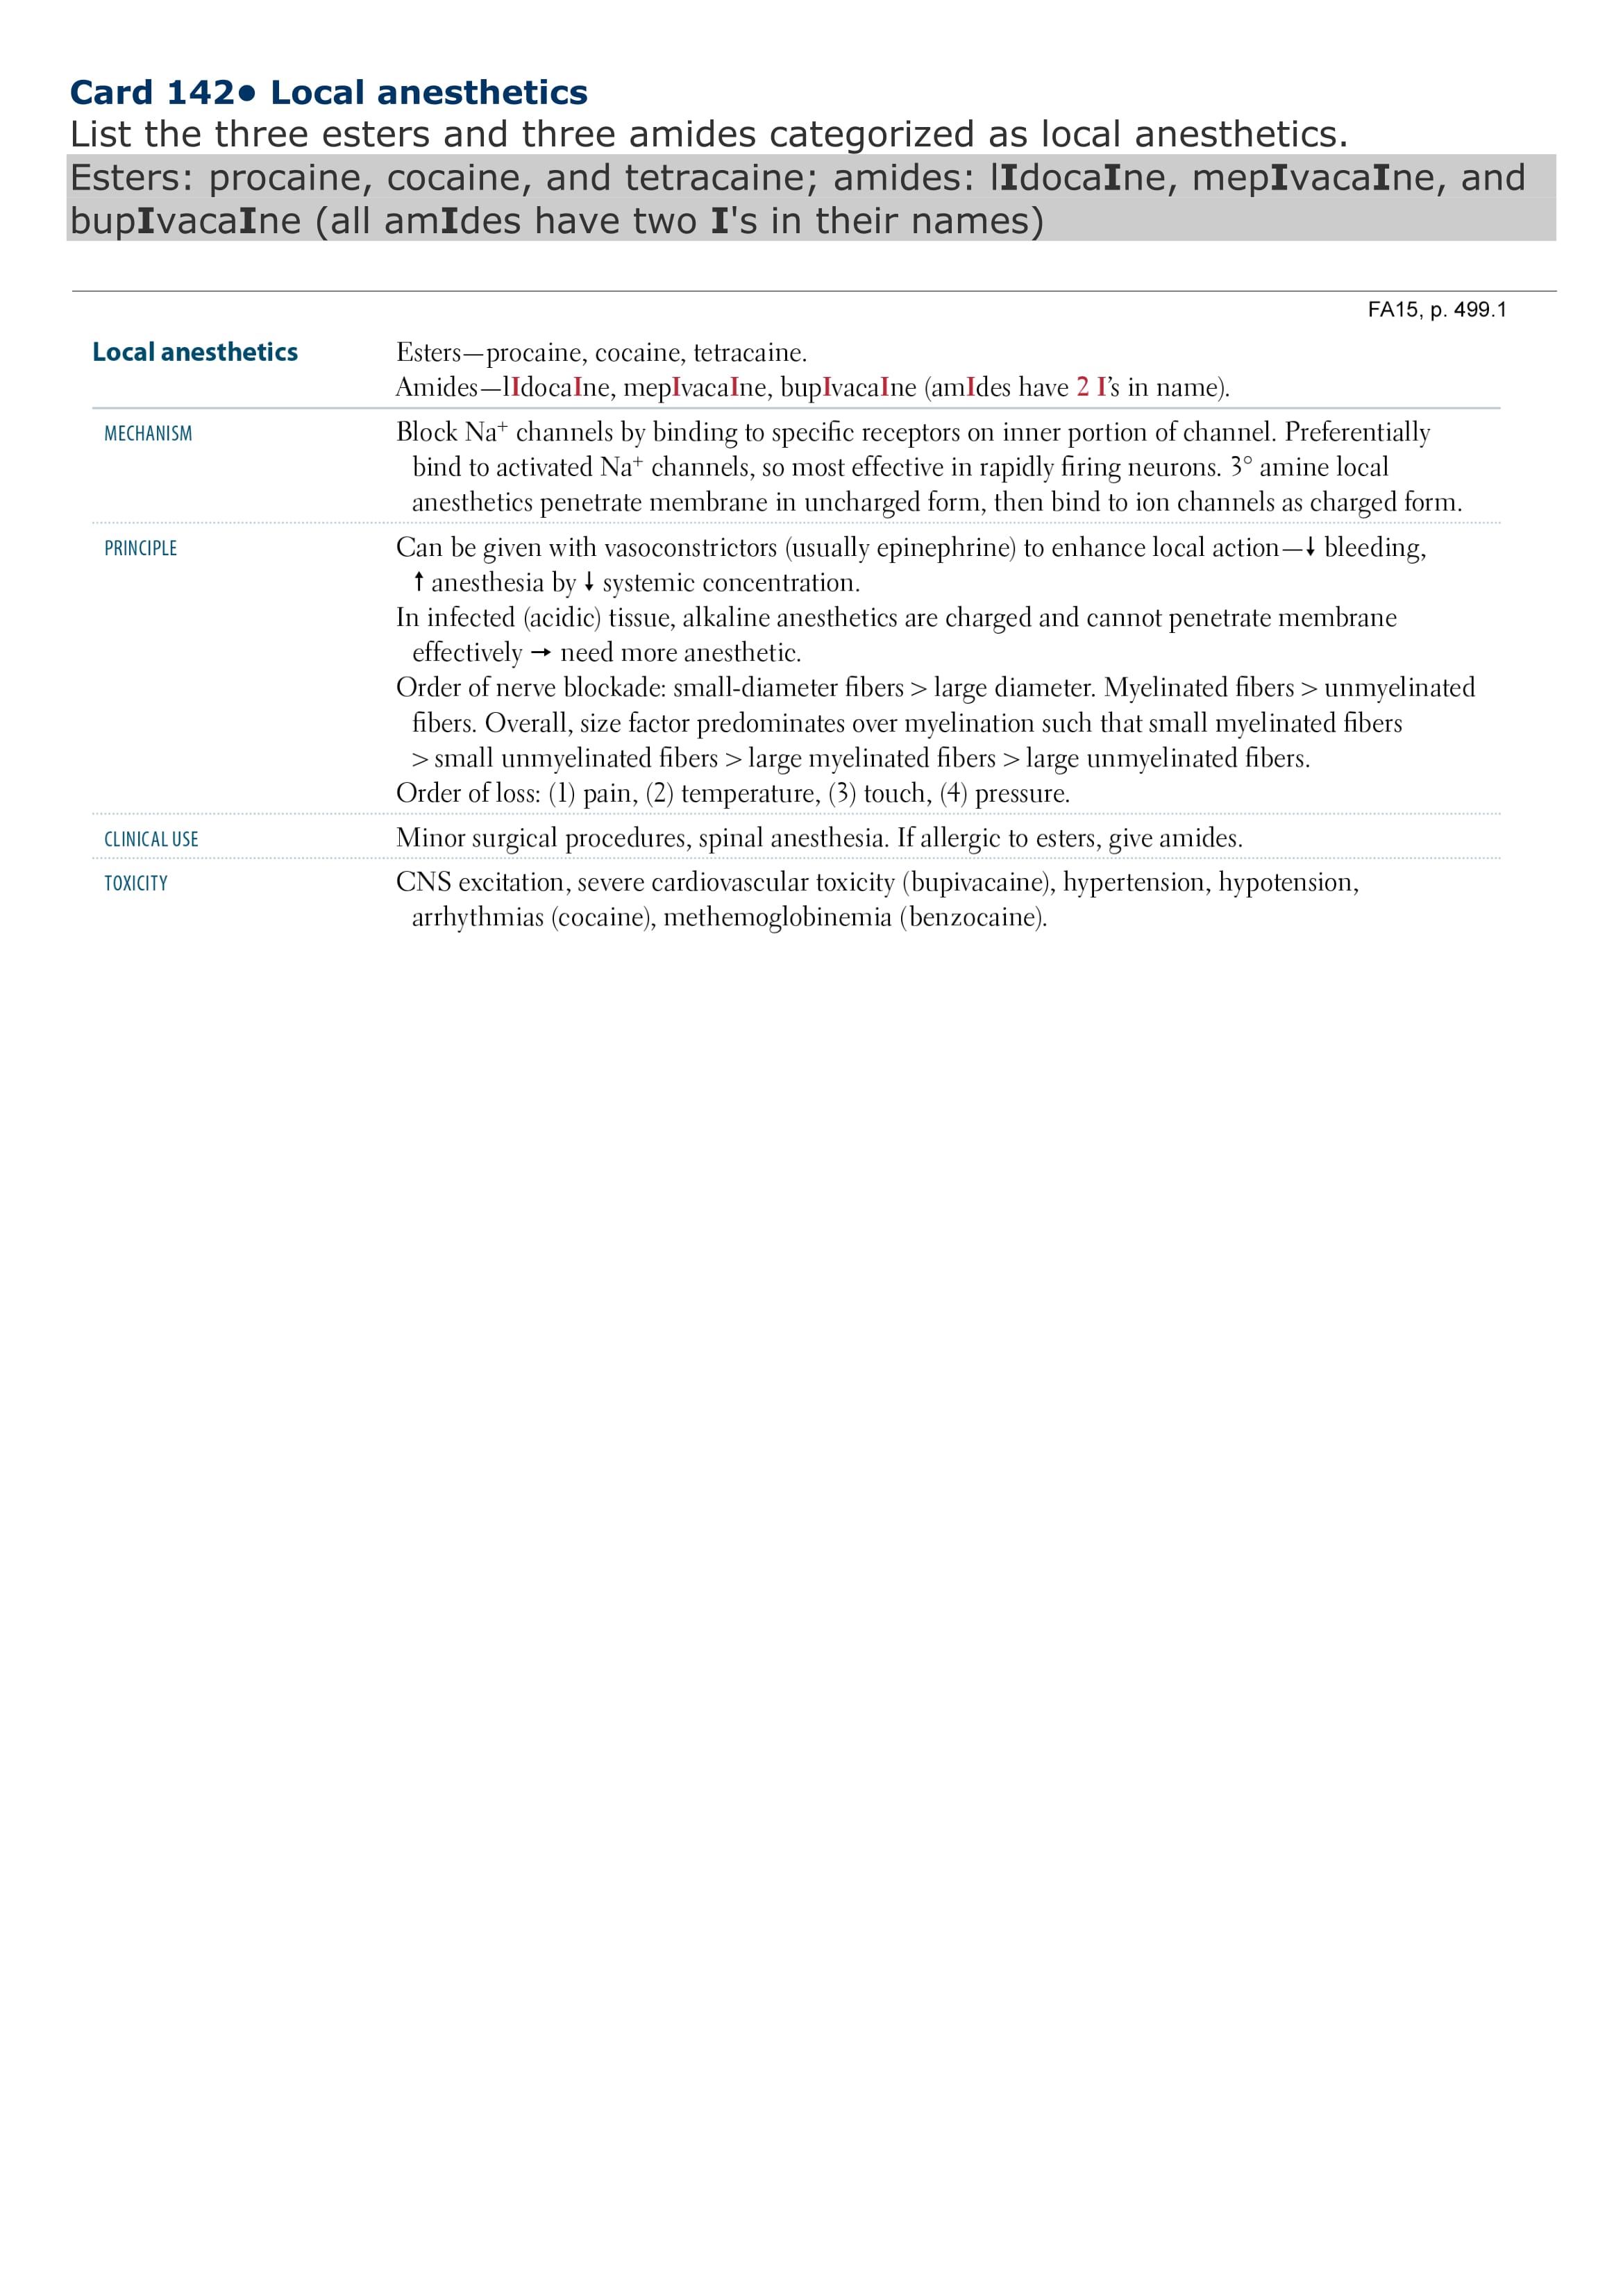 Card 142• Local anesthetics
List the three esters and three amides categorized as local anesthetics.
Esters: procaine, cocaine, and tetracaine; amides: lIdocaIne, mepIvacaIne, and
bupIvacaIne (all amIdes have two I's in their names)
FA15, p. 499.1
Local anesthetics
Esters—procaine, cocaine, tetracaine.
Amides—lIdocaIne, mepIvacaIne, bupIvacaIne (amIdes have 2 I’s in name).
MECHANISM
Block Na+ channels by binding to specific receptors on inner portion of channel. Preferentially
bind to activated Na+ channels, so most effective in rapidly firing neurons. 3° amine local
anesthetics penetrate membrane in uncharged form, then bind to ion channels as charged form.
PRINCIPLE
Can be given with vasoconstrictors (usually epinephrine) to enhance local action—↓ bleeding,
↑ anesthesia by ↓ systemic concentration.
In infected (acidic) tissue, alkaline anesthetics are charged and cannot penetrate membrane
effectively → need more anesthetic.
Order of nerve blockade: small-diameter fibers > large diameter. Myelinated fibers > unmyelinated
fibers. Overall, size factor predominates over myelination such that small myelinated fibers
> small unmyelinated fibers > large myelinated fibers > large unmyelinated fibers.
Order of loss: (1) pain, (2) temperature, (3) touch, (4) pressure.
CLINICAL USE
Minor surgical procedures, spinal anesthesia. If allergic to esters, give amides.
TOXICITY
CNS excitation, severe cardiovascular toxicity (bupivacaine), hypertension, hypotension,
arrhythmias (cocaine), methemoglobinemia (benzocaine).